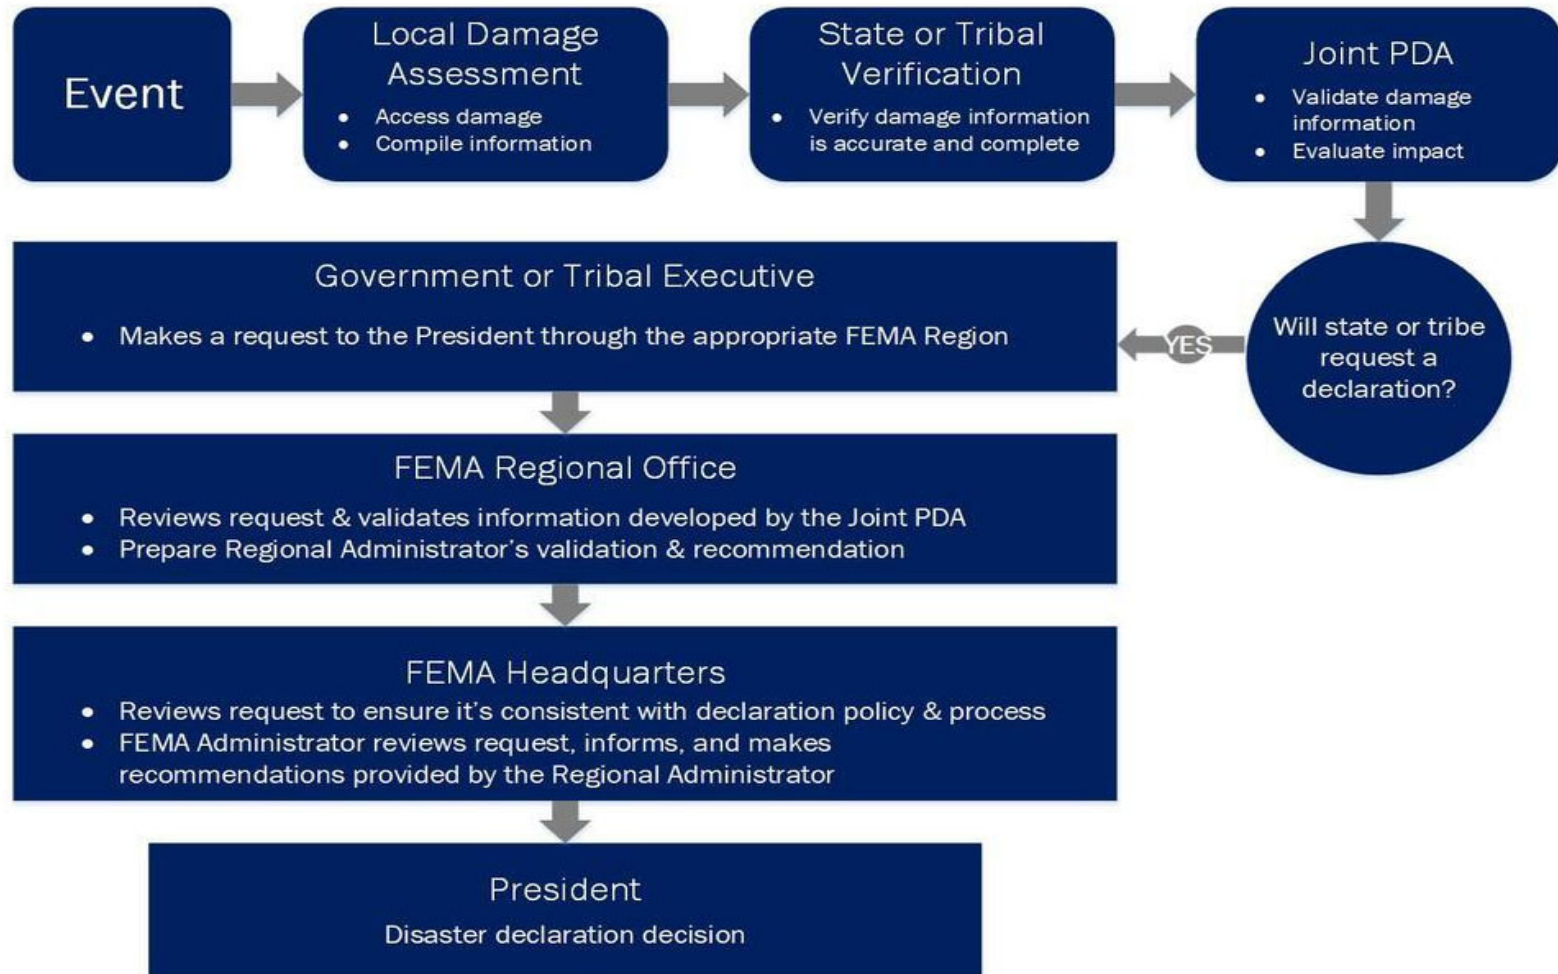 Event
Local Damage
Assessment
• Access damage
• Compile information
State or Tribal
Verification
• Verify damage information
is accurate and complete
Joint PDA
• Validate damage
information
• Evaluate impact
Will state or tribe
request a
declaration?
YES
Government or Tribal Executive
• Makes a request to the President through the appropriate FEMA Region
FEMA Regional Office
• Reviews request & validates information developed by the Joint PDA
• Prepare Regional Administrator's validation & recommendation
FEMA Headquarters
• Reviews request to ensure it's consistent with declaration policy & process
• FEMA Administrator reviews request, informs, and makes
recommendations provided by the Regional Administrator
President
Disaster declaration decision